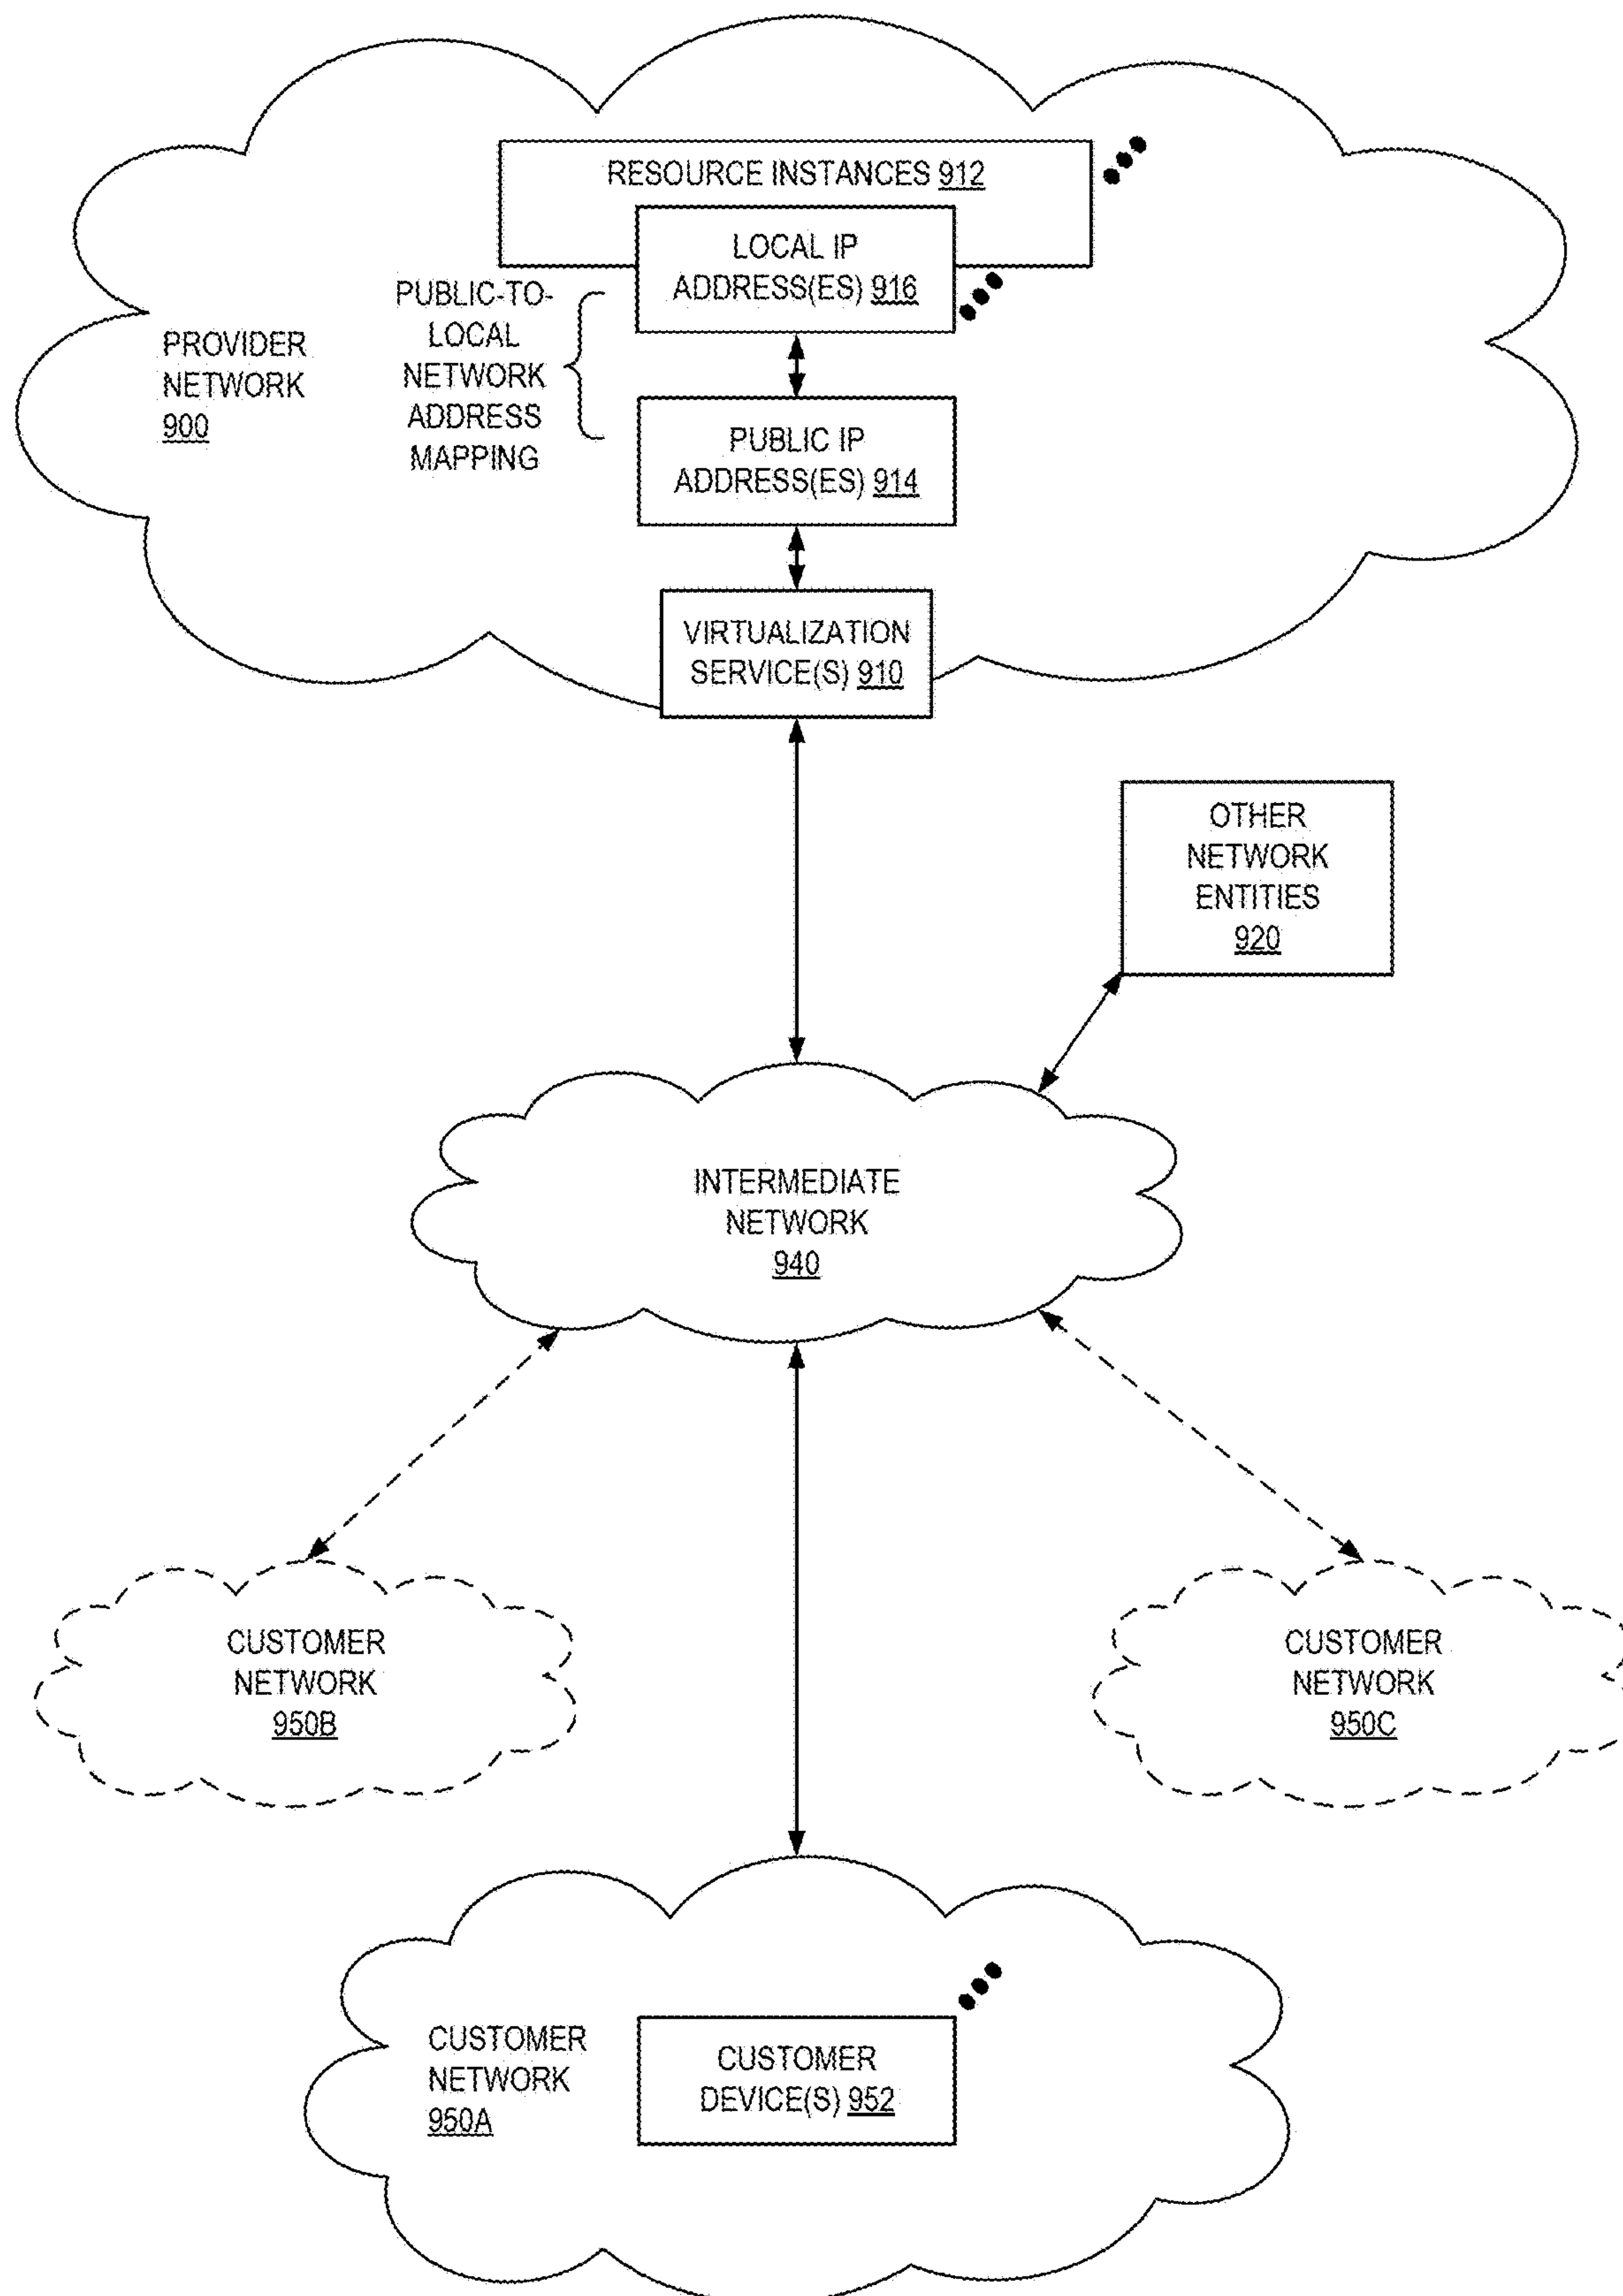 RESOURCE INSTANCES 912
LOCAL IP
ADDRESS(ES) 916
PUBLIC-TO-
LOCAL
NETWORK
ADDRESS
MAPPING
PROVIDER
NETWORK
900
PUBLIC IP
ADDRESS(ES) 914
VIRTUALIZATION
SERVICE(S) 910
OTHER
NETWORK
ENTITIES
920
INTERMEDIATE
NETWORK
940
CUSTOMER
NETWORK
950B
CUSTOMER
NETWORK
950C
CUSTOMER
NETWORK
950A
CUSTOMER
DEVICE(S) 952